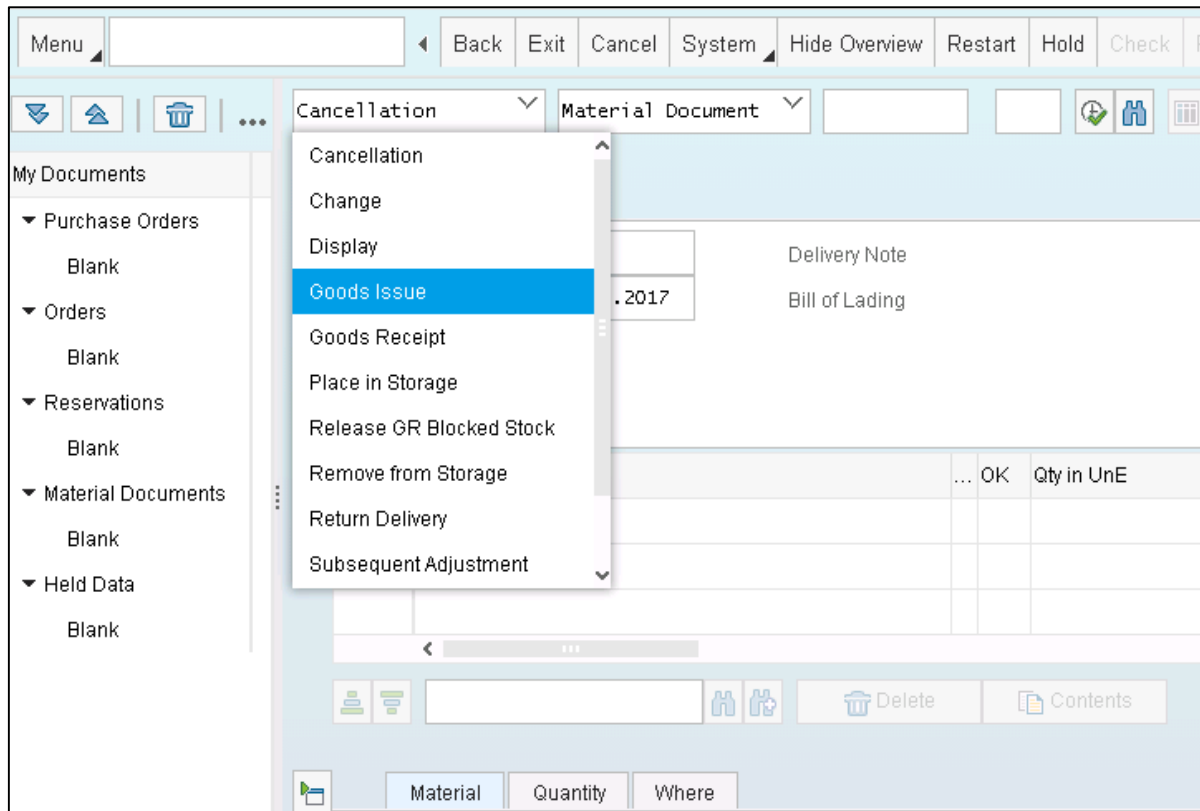 Menu Back Exit Cancel System Hide Overview Restart Hold Check
... Cancellation Material Document
My Documents
Purchase Orders
Blank
Orders
Blank
Reservations
Blank
Material Documents
Blank
Held Data
Blank
Cancellation
Change
Display
Goods Issue
Goods Receipt
Place in Storage
Release GR Blocked Stock
Remove from Storage
Return Delivery
Subsequent Adjustment
Delivery Note
.2017 Bill of Lading
... OK Qty in UnE
Delete Contents
Material Quantity Where